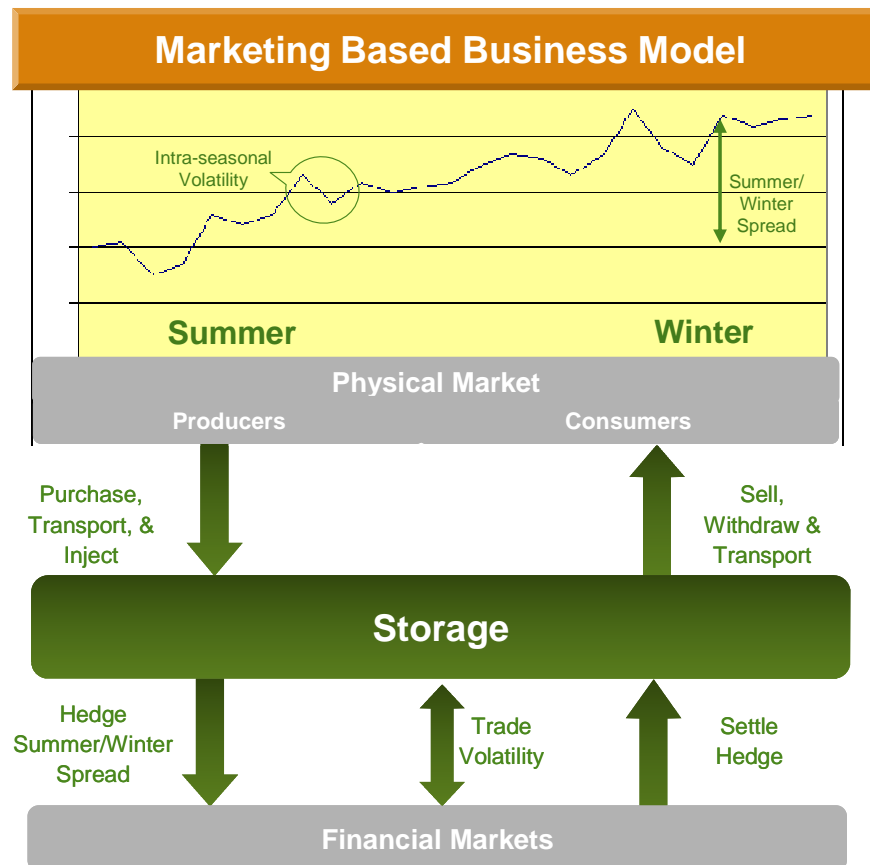 Marketing Based Business Model
Intra-seasonal
Volatility
Summer/
Winter
Spread
Summer
Winter
Physical Market
Producers
Consumers
Purchase,
Transport, &
Inject
Sell,
Withdraw &
Transport
Storage
Hedge
Summer/Winter
Spread
Trade
Volatility
Settle
Hedge
Financial Markets